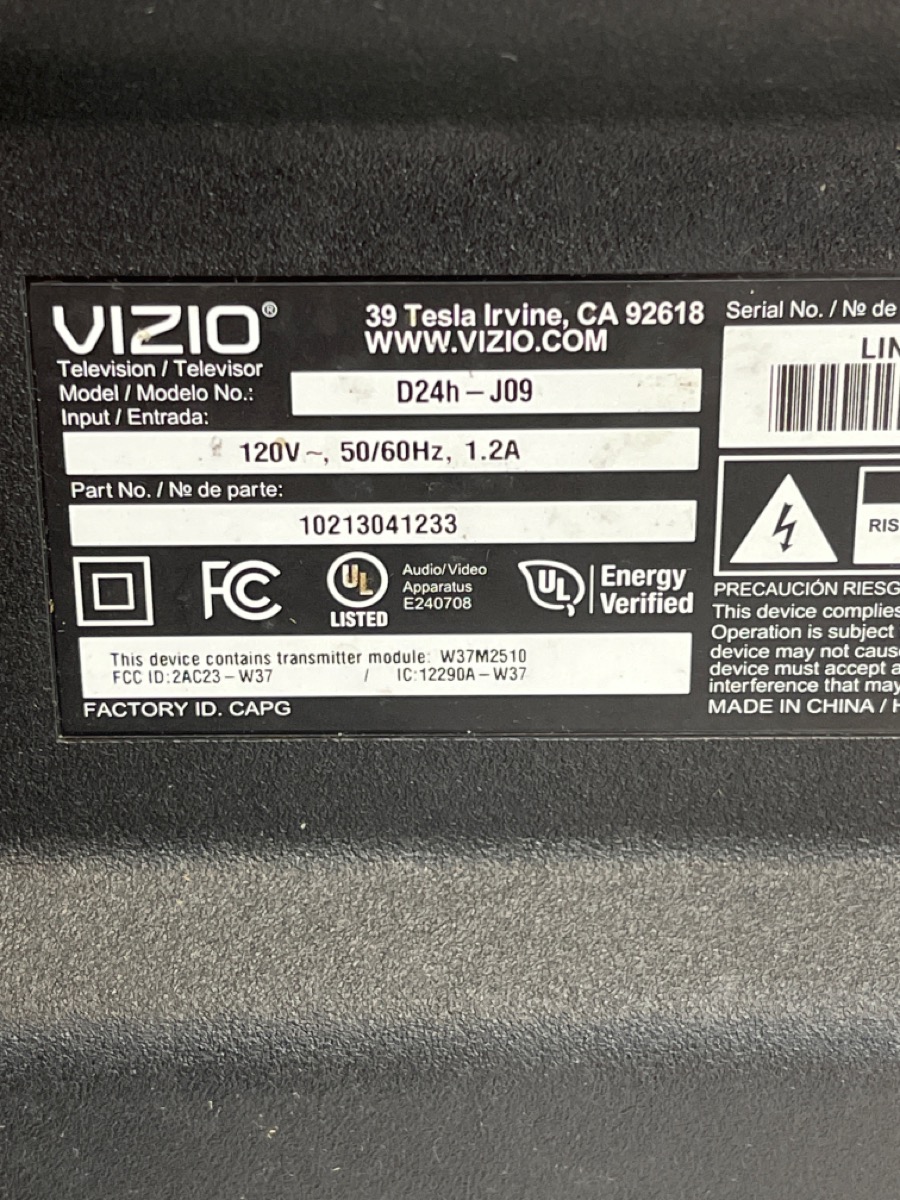 VIZIO®
39 Tesla Irvine, CA 92618
WWW.VIZIO.COM
Television / Televisor
Model / Modelo No.:
D24h-J09
Input / Entrada:
120V~, 50/60Hz, 1.2A
Part No. / Nº de parte:
10213041233
FC
UL
LISTED
Audio/Video
Apparatus
E240708
UL
Energy
Verified
This device contains transmitter module: W37M2510
FCC ID:2AC23-W37 / IC:12290A-W37
FACTORY ID. CAPG
Serial No. / Nº de
LIN
RIS
PRECAUCIÓN RIESG
This device complies
Operation is subject
device may not caus
device must accept a
interference that may
MADE IN CHINA / H